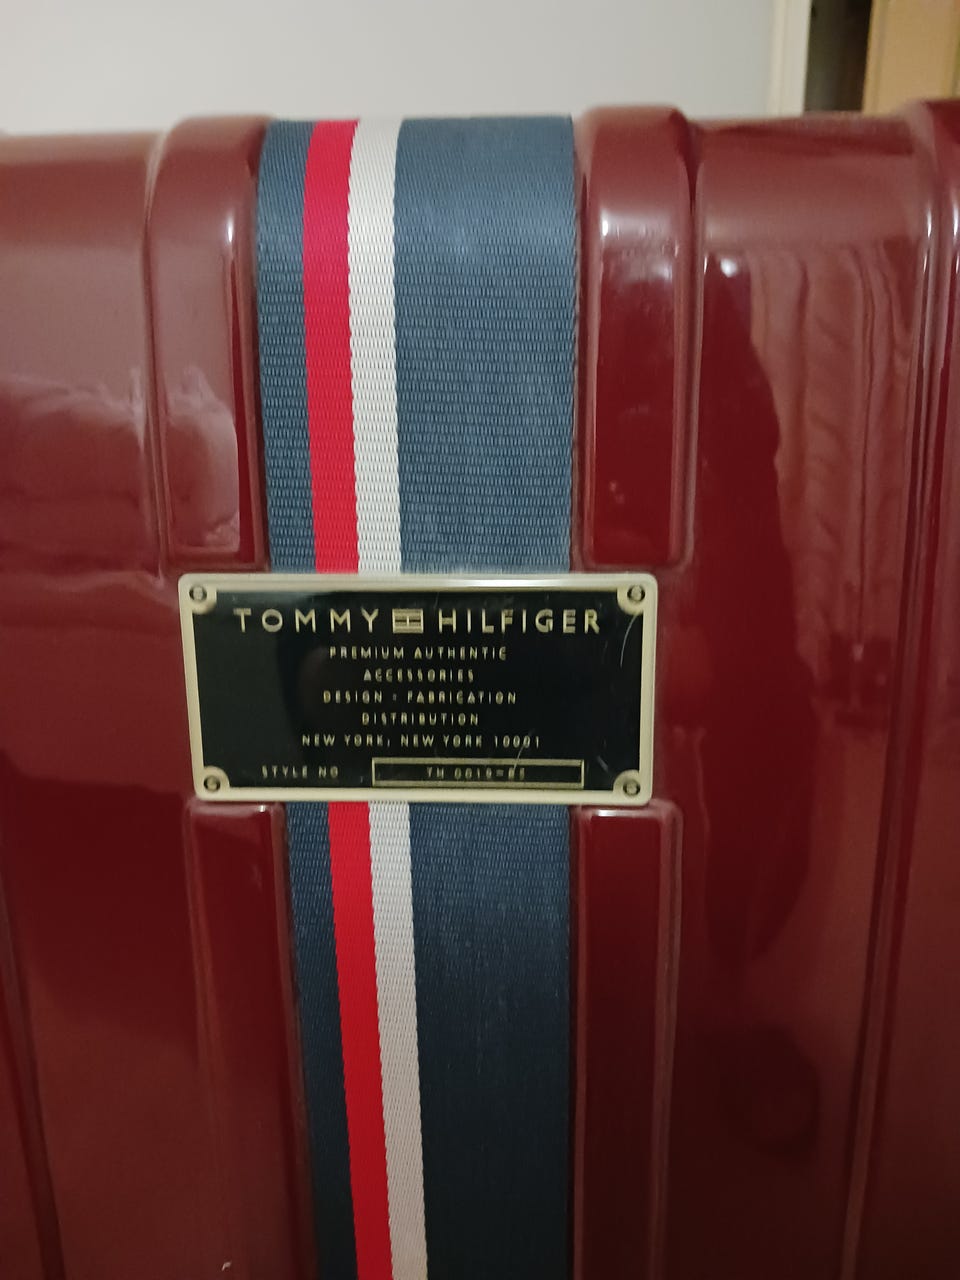 TOMMY HILFIGER
PREMIUM AUTHENTIC
ACCESSORIES
DESIGN - FABRICATION
DISTRIBUTION
NEW YORK, NEW YORK 10001
STYLE NO